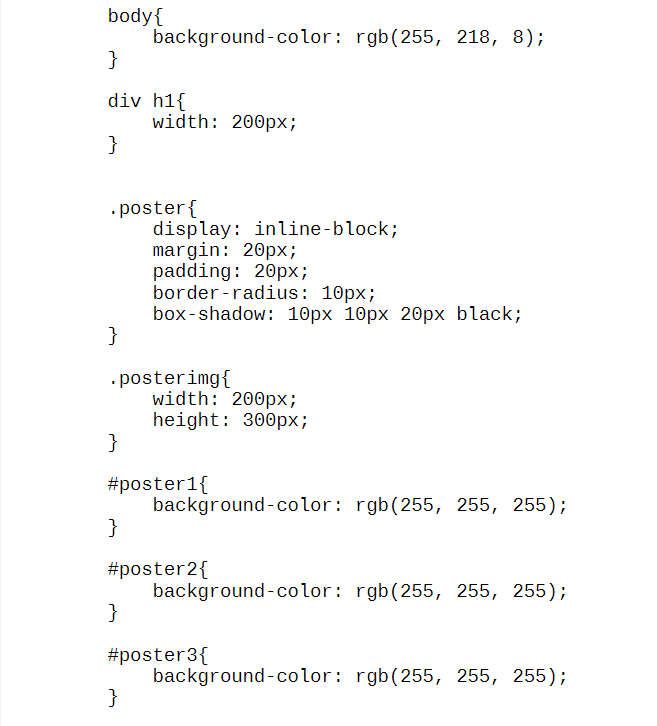 body{
    background-color: rgb(255, 218, 8);
}
div h1{
    width: 200px;
}
.poster{
    display: inline-block;
    margin: 20px;
    padding: 20px;
    border-radius: 10px;
    box-shadow: 10px 10px 20px black;
}
.posterimg{
    width: 200px;
    height: 300px;
}
#poster1{
    background-color: rgb(255, 255, 255);
}
#poster2{
    background-color: rgb(255, 255, 255);
}
#poster3{
    background-color: rgb(255, 255, 255);
}